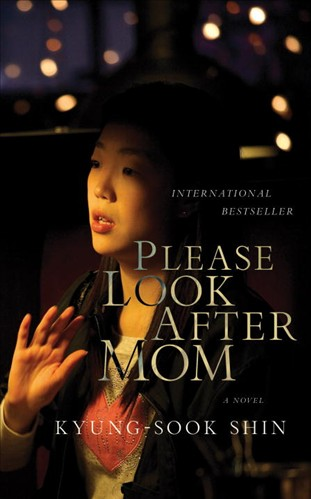 INTERNATIONAL
BESTSELLER
PLEASE
LOOK
AFTER
MOM
A NOVEL
KYUNG-SOOK SHIN